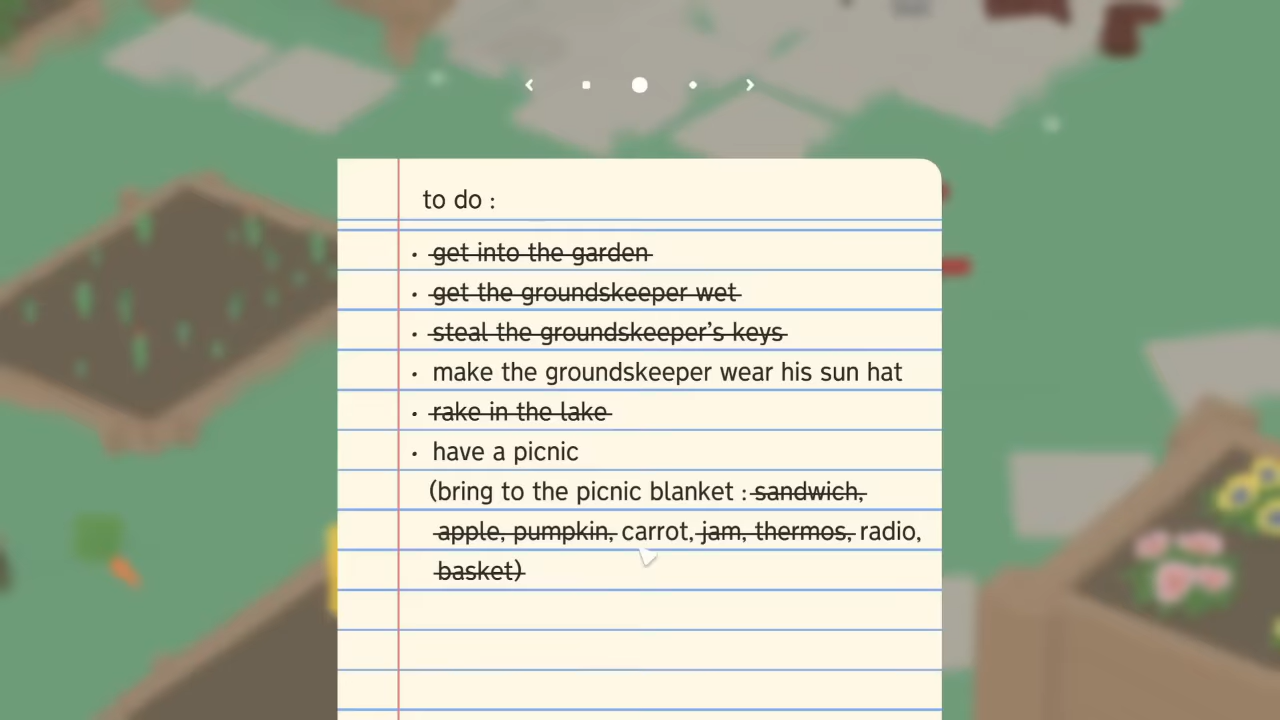 to do :
· get into the garden
· get the groundskeeper wet
· steal the groundskeeper's keys
· make the groundskeeper wear his sun hat
· rake in the lake
· have a picnic
(bring to the picnic blanket : sandwich,
apple, pumpkin, carrot, jam, thermos, radio,
basket)